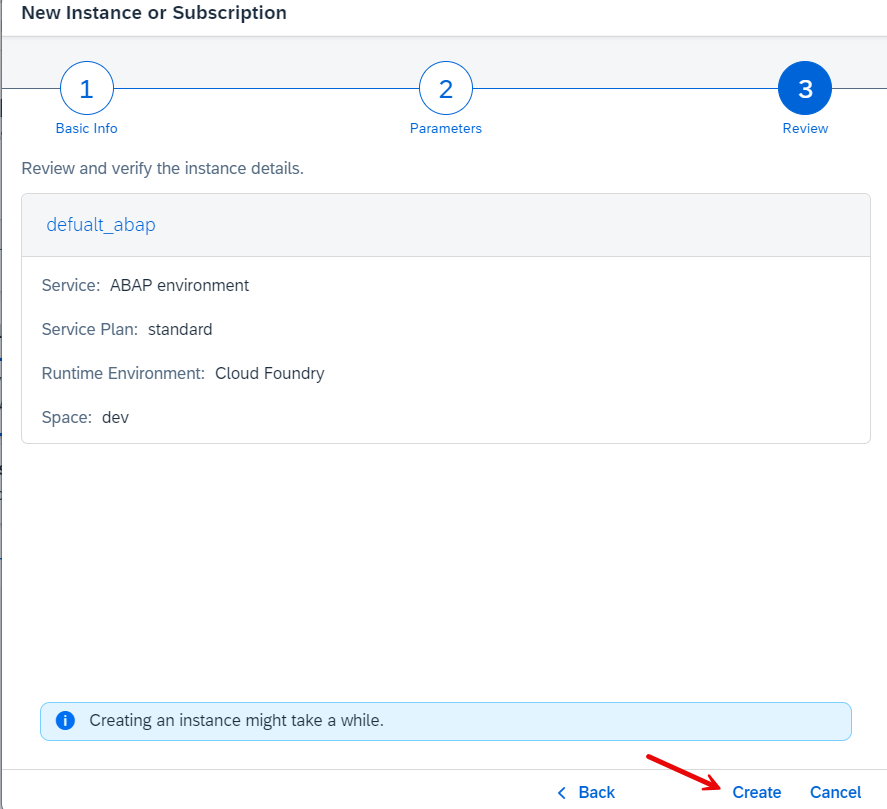 New Instance or Subscription
1
2
3
Basic Info
Parameters
Review
Review and verify the instance details.
defualt_abap
Service: ABAP environment
Service Plan: standard
Runtime Environment: Cloud Foundry
Space: dev
Creating an instance might take a while.
Back
Create
Cancel